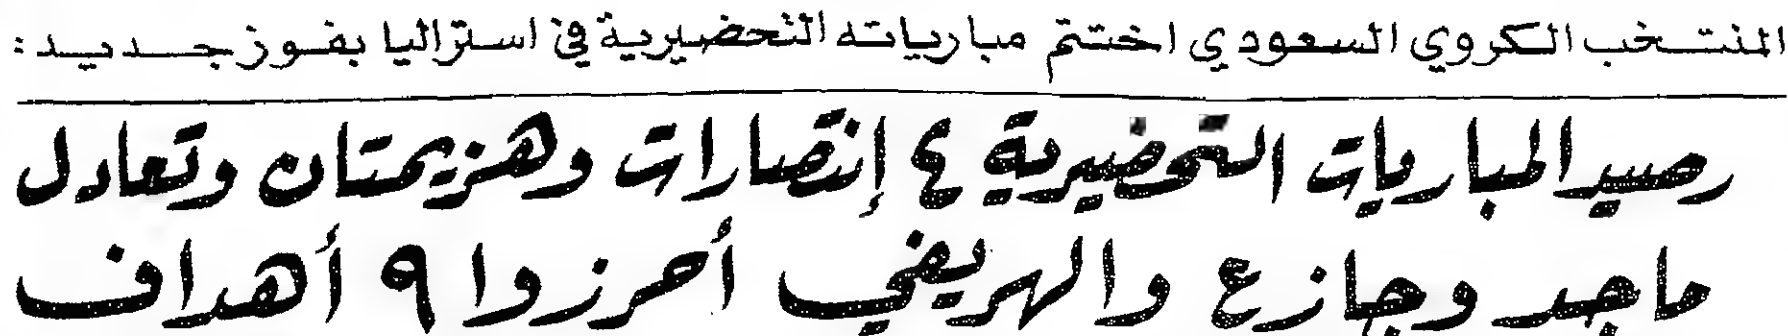 المنتخب الكروي السعودي اختتم مبارياته التحضيرية في استراليا بفوز جديد :
رصيد المباريات التحضيرية ٤ إنتصارات وهزيمتان وتعادل
ماجد وجازع والهريفي أحرزوا ٩ أهداف